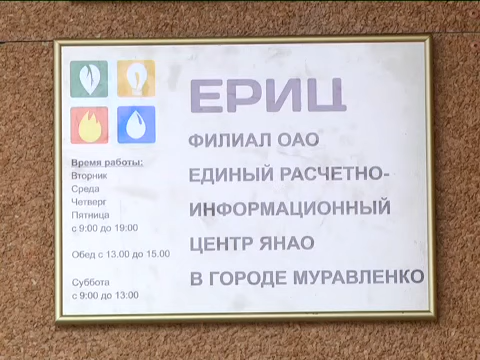 ЕРИЦ
ФИЛИАЛ ОАО
ЕДИНЫЙ РАСЧЕТНО-
ИНФОРМАЦИОННЫЙ
ЦЕНТР ЯНАО
В ГОРОДЕ МУРАВЛЕНКО
Время работы:
Вторник
Среда
Четверг
Пятница
с 9:00 до 19:00
Обед с 13.00 до 15.00
Суббота
с 9:00 до 13:00